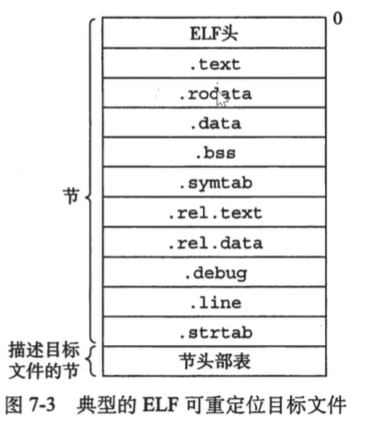 0
ELF头
.text
.rodata
.data
.bss
.symtab
.rel.text
.rel.data
.debug
.line
.strtab
节头部表
节
描述目标
文件的节
图 7-3 典型的 ELF 可重定位目标文件